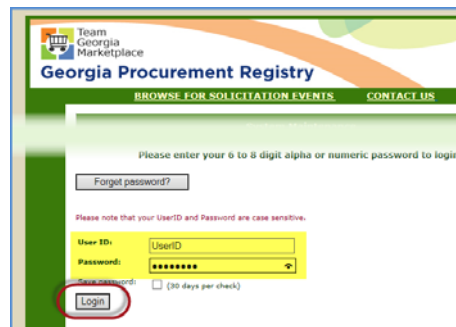 Team
Georgia
Marketplace
Georgia Procurement Registry
BROWSE FOR SOLICITATION EVENTS CONTACT US
Please enter your 6 to 8 digit alpha or numeric password to login
Forget password?
Please note that your UserID and Password are case sensitive.
User ID: UserID
Password: ••••••••
Save password: (30 days per check)
Login